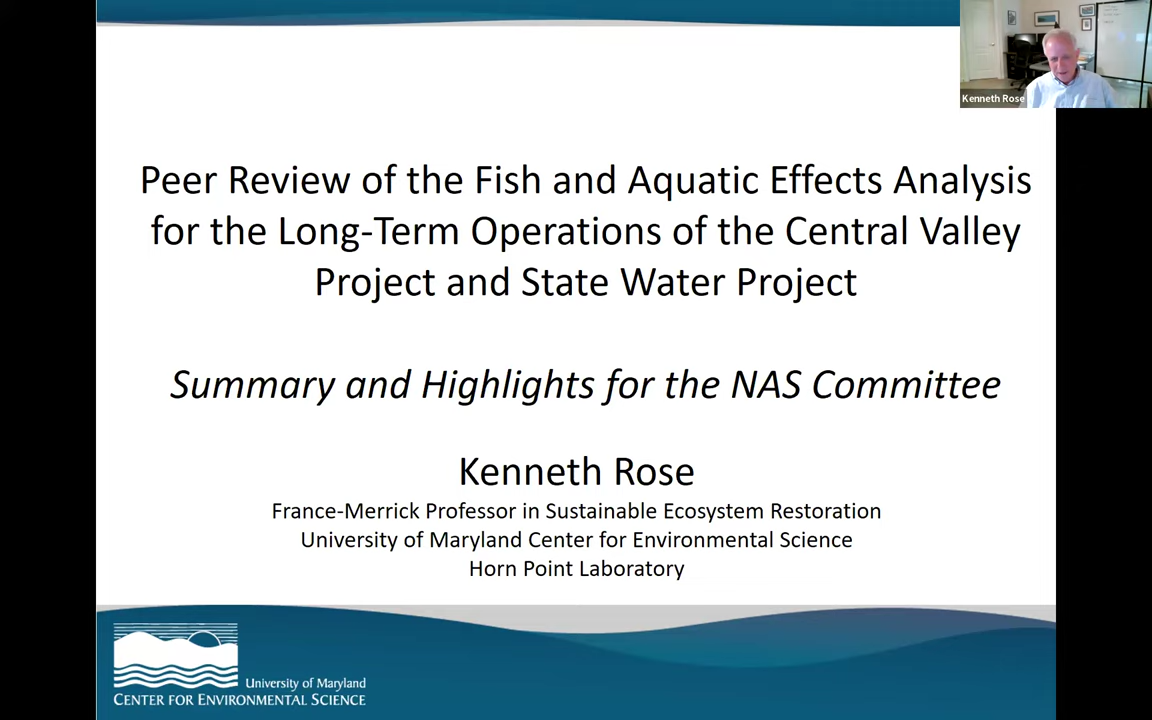 Kenneth Rose
Peer Review of the Fish and Aquatic Effects Analysis
for the Long-Term Operations of the Central Valley
Project and State Water Project
Summary and Highlights for the NAS Committee
Kenneth Rose
France-Merrick Professor in Sustainable Ecosystem Restoration
University of Maryland Center for Environmental Science
Horn Point Laboratory
University of Maryland
CENTER FOR ENVIRONMENTAL SCIENCE